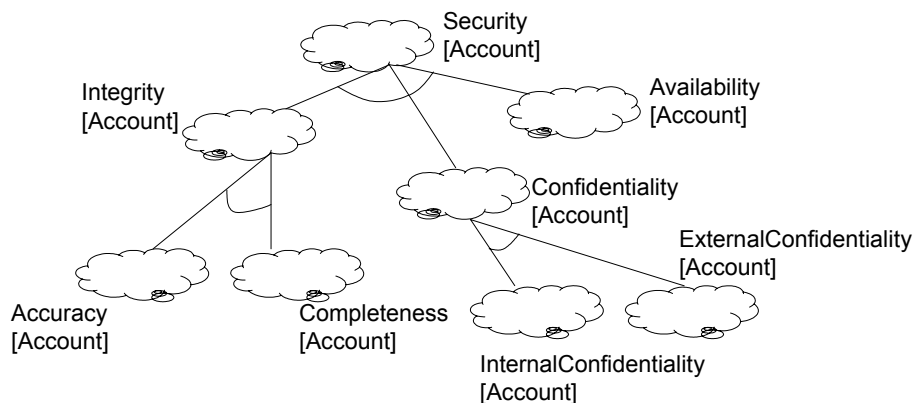 Security
[Account]
Integrity
[Account]
Availability
[Account]
Confidentiality
[Account]
ExternalConfidentiality
[Account]
Accuracy
[Account]
Completeness
[Account]
InternalConfidentiality
[Account]